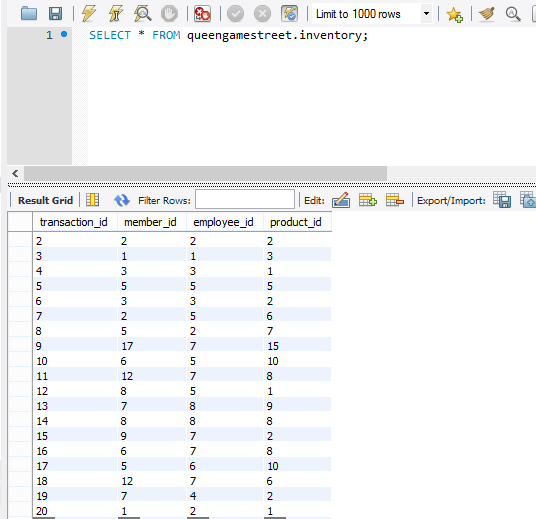 Limit to 1000 rows
1 SELECT * FROM queengamestreet.inventory;
Result Grid Filter Rows: Edit: Export/Import:
transaction_id member_id employee_id product_id
2 2 2 2
3 1 1 3
4 3 3 1
5 5 5 5
6 3 3 2
7 2 5 6
8 5 2 7
9 17 7 15
10 6 5 10
11 12 7 8
12 8 5 1
13 7 8 9
14 8 8 8
15 9 7 2
16 6 7 8
17 5 6 10
18 12 7 6
19 7 4 2
20 1 2 1